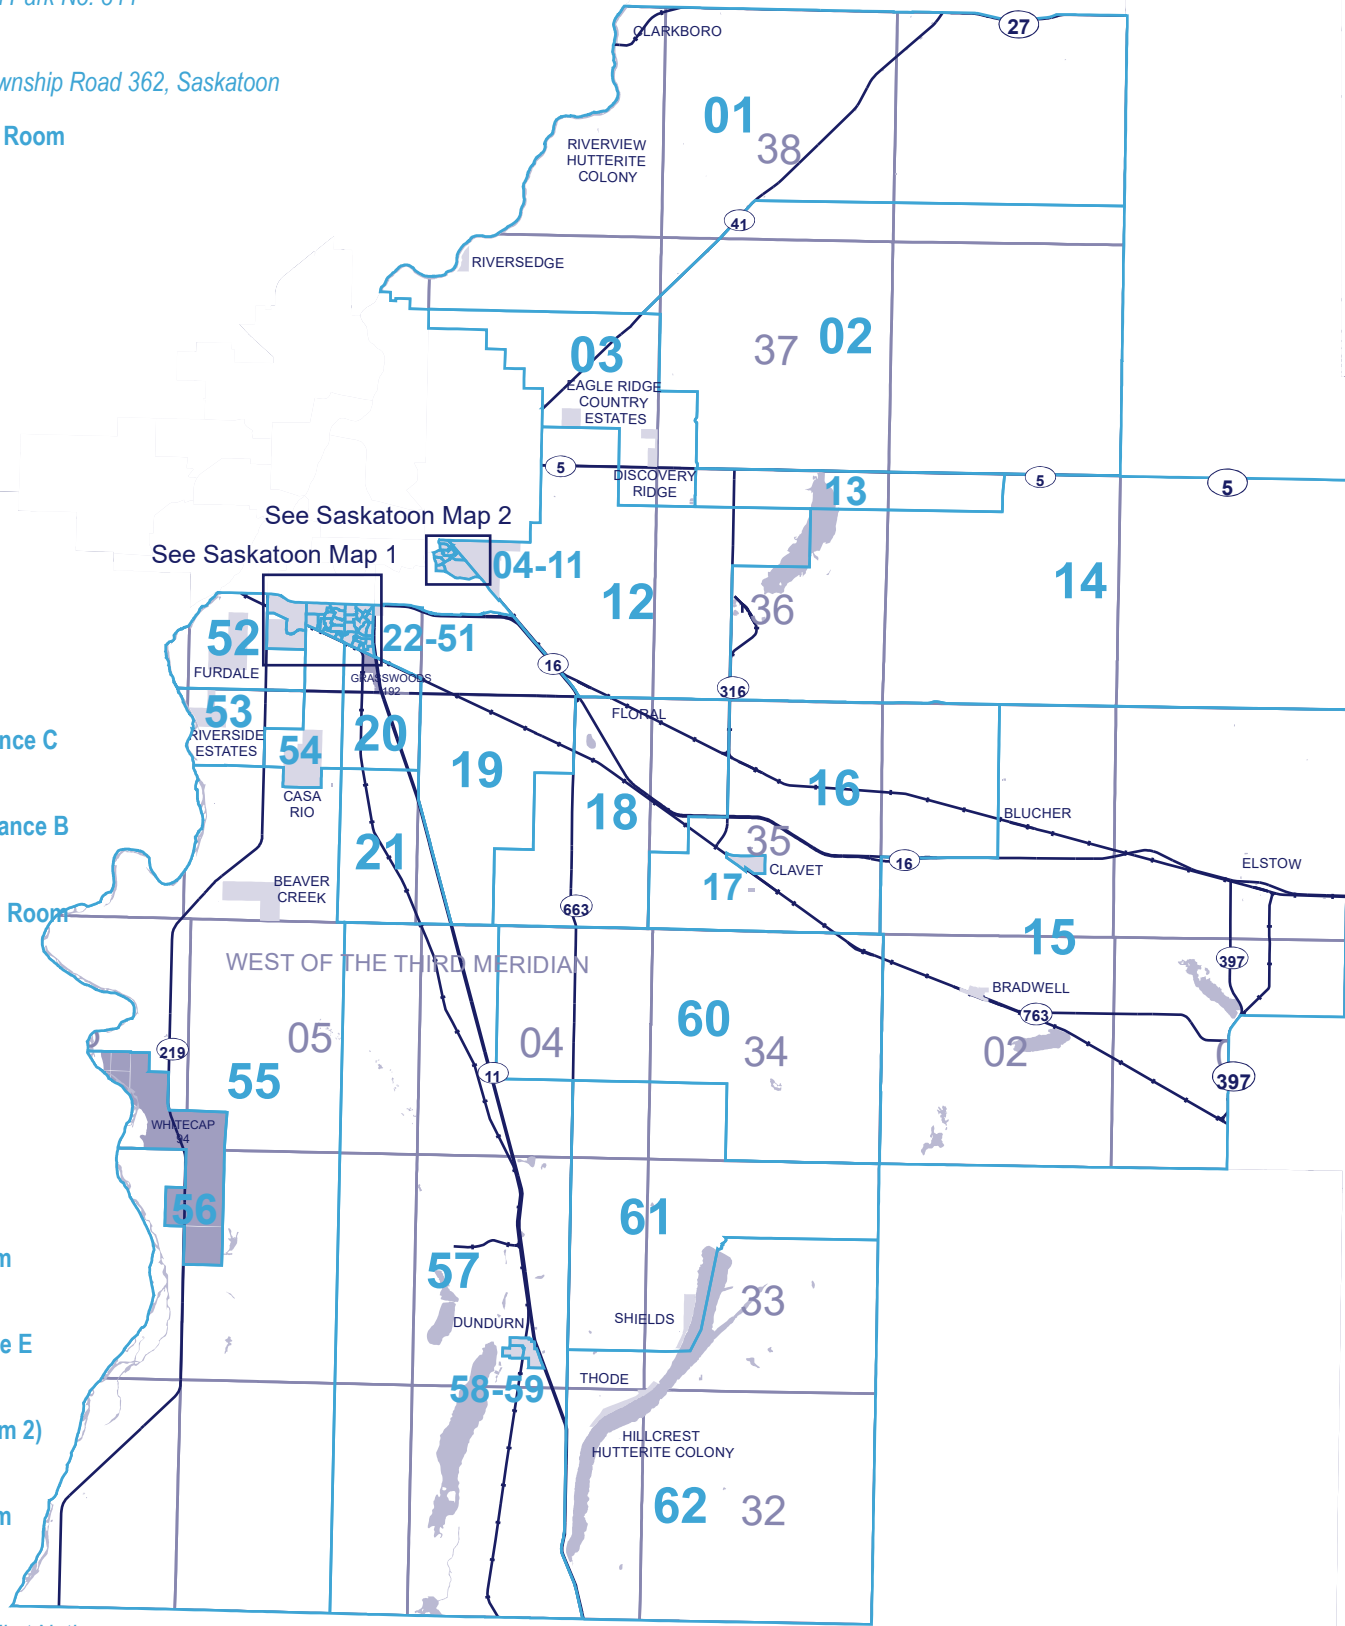 Township Road 362, Saskatoon
Room
CLARKBORO
27
01
38
RIVERVIEW
HUTTERITE
COLONY
41
RIVERSEDGE
37
02
03
EAGLE RIDGE
COUNTRY
ESTATES
5
DISCOVERY
RIDGE
13
5
5
See Saskatoon Map 2
See Saskatoon Map 1
04-11
12
36
14
52
22-51
FURDALE
GRASSWOODS
192
16
316
53
RIVERSIDE
ESTATES
54
20
FLORAL
19
CASA
RIO
18
16
BLUCHER
21
35
CLAVET
17
16
ELSTOW
BEAVER
CREEK
Room
663
15
WEST OF THE THIRD MERIDIAN
397
BRADWELL
763
60
05
04
34
02
219
55
11
397
WHITECAP
94
56
61
57
33
SHIELDS
DUNDURN
THODE
58-59
HILLCREST
HUTTERITE COLONY
62
32